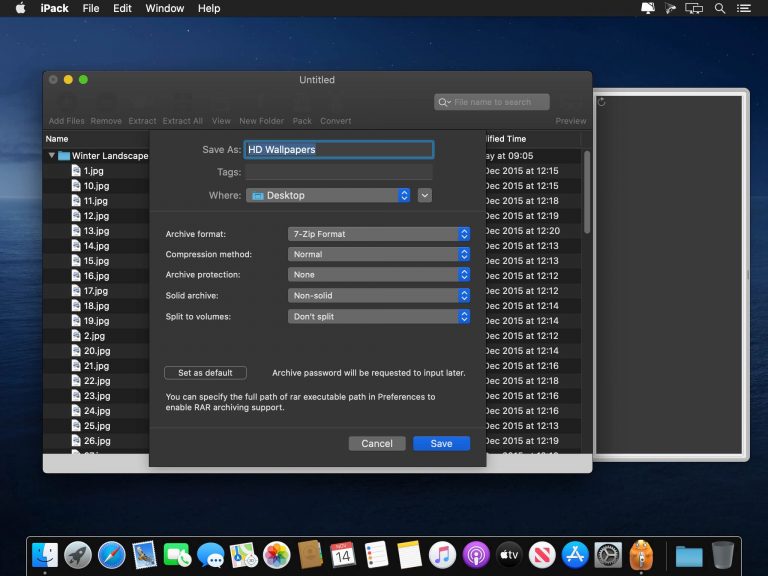 iPack File Edit Window Help
Untitled
File name to search
Add Files Remove Extract Extract All View New Folder Pack Convert Preview
Name ified Time
Winter Landscape ay at 09:05
1.jpg Dec 2015 at 12:15
10.jpg Dec 2015 at 12:15
11.jpg Dec 2015 at 12:18
12.jpg Dec 2015 at 12:19
13.jpg Dec 2015 at 12:20
14.jpg Dec 2015 at 12:13
15.jpg Dec 2015 at 12:13
16.jpg Dec 2015 at 12:12
17.jpg Dec 2015 at 12:12
18.jpg Dec 2015 at 12:14
19.jpg Dec 2015 at 12:14
2.jpg Dec 2015 at 12:12
20.jpg Dec 2015 at 12:14
21.jpg Dec 2015 at 12:16
22.jpg Dec 2015 at 12:18
23.jpg Dec 2015 at 12:16
24.jpg Dec 2015 at 12:16
25.jpg Dec 2015 at 12:13
26.jpg Dec 2015 at 12:19
Save As: HD Wallpapers
Tags:
Where: Desktop
Archive format: 7-Zip Format
Compression method: Normal
Archive protection: None
Solid archive: Non-solid
Split to volumes: Don't split
Set as default Archive password will be requested to input later.
You can specify the full path of rar executable path in Preferences to
enable RAR archiving support.
Cancel Save
NOV
14
tv